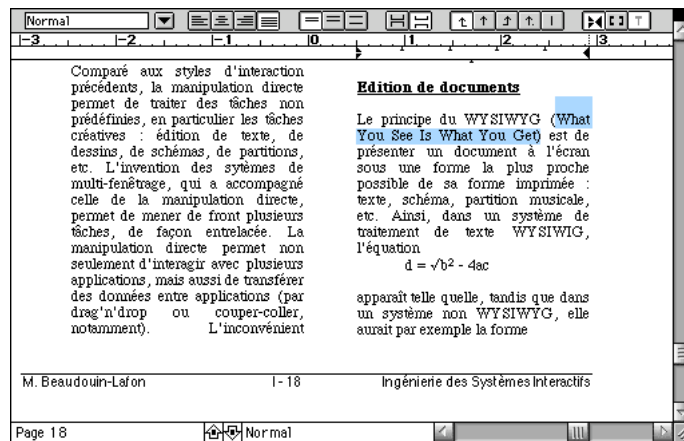 Normal
-3 -2 -1 0 1 2 3
Comparé aux styles d'interaction
précédents, la manipulation directe
permet de traiter des tâches non
prédéfinies, en particulier les tâches
créatives : édition de texte, de
dessins, de schémas, de partitions,
etc. L'invention des sytèmes de
multi-fenêtrage, qui a accompagné
celle de la manipulation directe,
permet de mener de front plusieurs
tâches, de façon entrelacée. La
manipulation directe permet non
seulement d'interagir avec plusieurs
applications, mais aussi de transférer
des données entre applications (par
drag'n'drop ou couper-coller,
notamment). L'inconvénient
Edition de documents
Le principe du WYSIWYG (What
You See Is What You Get) est de
présenter un document à l'écran
sous une forme la plus proche
possible de sa forme imprimée :
texte, schéma, partition musicale,
etc. Ainsi, dans un système de
traitement de texte WYSIWIG,
l'équation
d = √b² - 4ac
apparaît telle quelle, tandis que dans
un système non WYSIWYG, elle
aurait par exemple la forme
M. Beaudouin-Lafon I - 18 Ingénierie des Systèmes Interactifs
Page 18 Normal